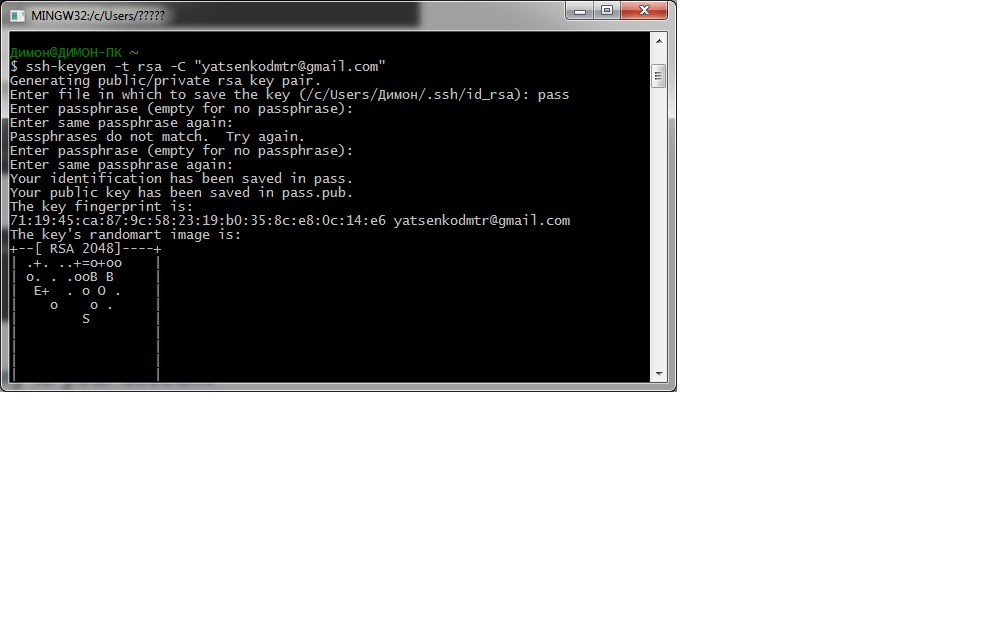 MINGW32:/c/Users/?????
Димон@ДИМОН-ПК ~
$ ssh-keygen -t rsa -C "yatsenkodmtr@gmail.com"
Generating public/private rsa key pair.
Enter file in which to save the key (/c/Users/Димон/.ssh/id_rsa): pass
Enter passphrase (empty for no passphrase):
Enter same passphrase again:
Passphrases do not match.  Try again.
Enter passphrase (empty for no passphrase):
Enter same passphrase again:
Your identification has been saved in pass.
Your public key has been saved in pass.pub.
The key fingerprint is:
71:19:45:ca:87:9c:58:23:19:b0:35:8c:e8:0c:14:e6 yatsenkodmtr@gmail.com
The key's randomart image is:
+--[ RSA 2048]----+
| .+. ..+=o+oo    |
| o. . .ooB B     |
|  E+  . o O .    |
|    o    o .     |
|        S        |
|                 |
|                 |
|                 |
|                 |